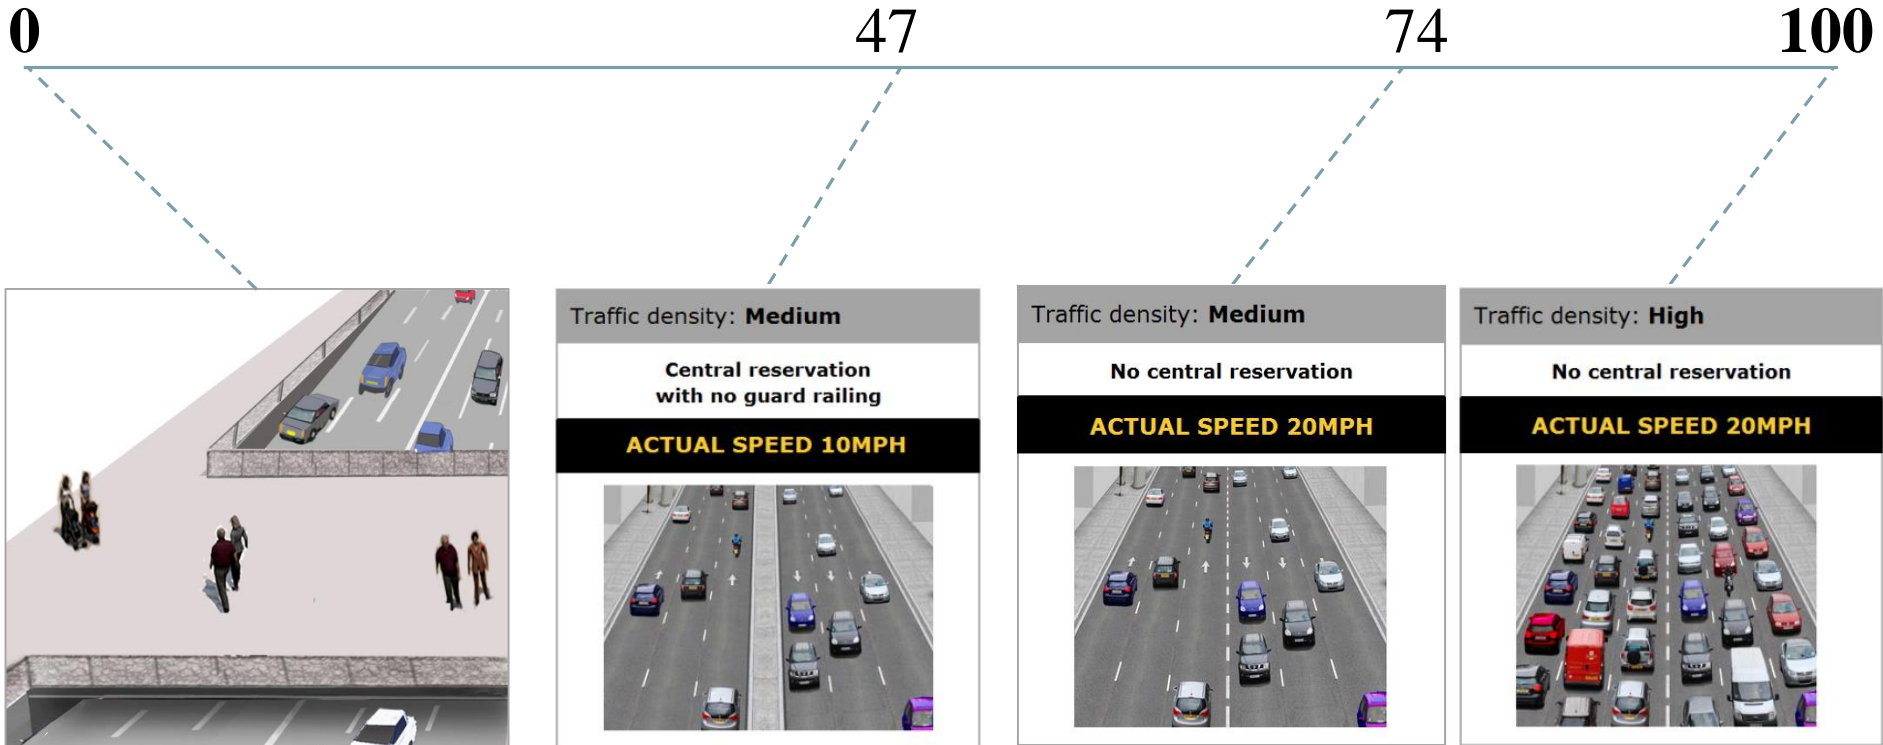 0 47 74 100
Traffic density: Medium
Central reservation
with no guard railing
ACTUAL SPEED 10MPH
Traffic density: Medium
No central reservation
ACTUAL SPEED 20MPH
Traffic density: High
No central reservation
ACTUAL SPEED 20MPH